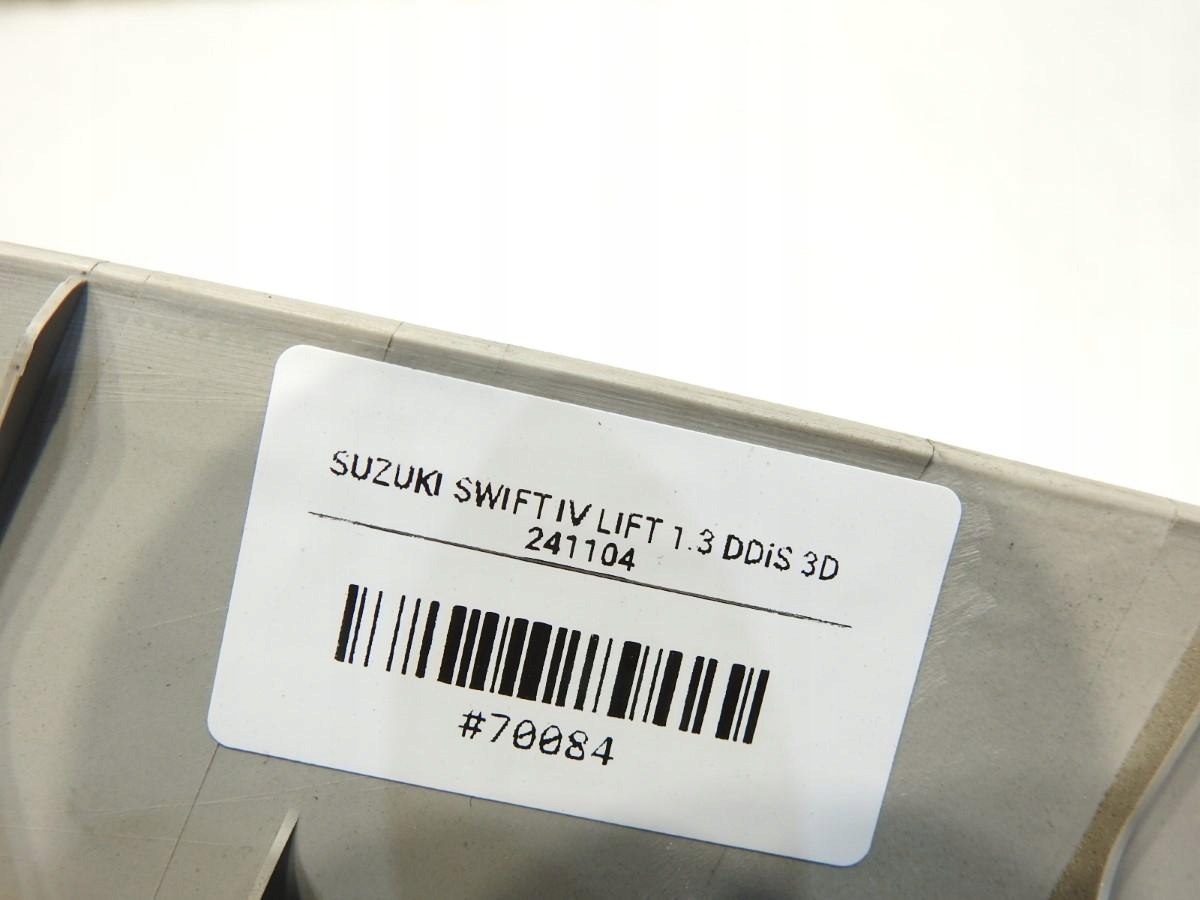 SUZUKI SWIFT IV LIFT 1.3 DDiS 3D
241104
#70084